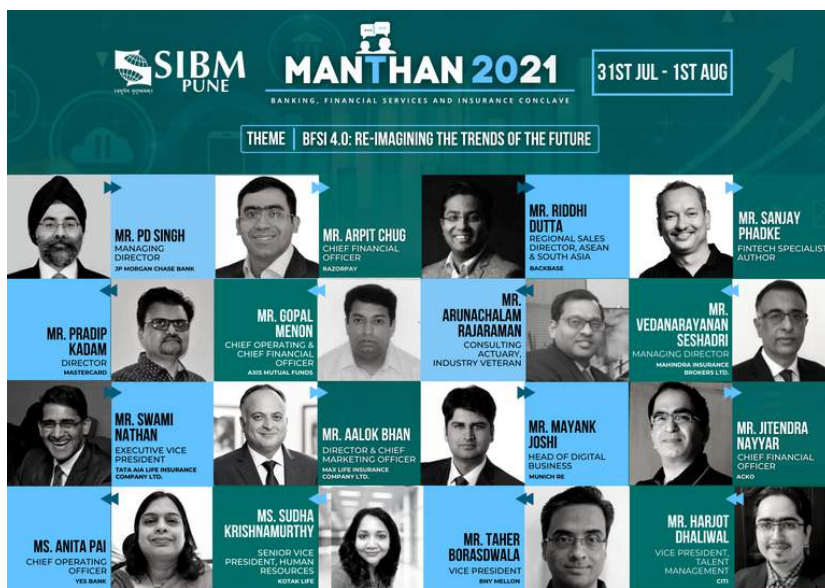 SIBM
PUNE
MANTHAN 2021
BANKING, FINANCIAL SERVICES AND INSURANCE CONCLAVE
31ST JUL - 1ST AUG
THEME | BFSI 4.0: RE-IMAGINING THE TRENDS OF THE FUTURE
MR. PD SINGH
MANAGING
DIRECTOR
JP MORGAN CHASE BANK
MR. ARPIT CHUG
CHIEF FINANCIAL
OFFICER
RAZORPAY
MR. RIDDHI
DUTTA
REGIONAL SALES
DIRECTOR, ASEAN
& SOUTH ASIA
BACKBASE
MR. SANJAY
PHADKE
FINTECH SPECIALIST
AUTHOR
MR. PRADIP
KADAM
DIRECTOR
MASTERCARD
MR. GOPAL
MENON
CHIEF OPERATING &
CHIEF FINANCIAL
OFFICER
AXIS MUTUAL FUNDS
MR.
ARUNACHALAM
RAJARAMAN
CONSULTING
ACTUARY,
INDUSTRY VETERAN
MR.
VEDANARAYANAN
SESHADRI
MANAGING DIRECTOR
MAHINDRA INSURANCE
BROKERS LTD.
MR. SWAMI
NATHAN
EXECUTIVE VICE
PRESIDENT
TATA AIA LIFE INSURANCE
COMPANY LTD.
MR. AALOK BHAN
DIRECTOR & CHIEF
MARKETING OFFICER
MAX LIFE INSURANCE
COMPANY LTD.
MR. MAYANK
JOSHI
HEAD OF DIGITAL
BUSINESS
MUNICH RE
MR. JITENDRA
NAYYAR
CHIEF FINANCIAL
OFFICER
ACKO
MS. ANITA PAI
CHIEF OPERATING
OFFICER
YES BANK
MS. SUDHA
KRISHNAMURTHY
SENIOR VICE
PRESIDENT, HUMAN
RESOURCES
KOTAK LIFE
MR. TAHER
BORASDWALA
VICE PRESIDENT
BNY MELLON
MR. HARJOT
DHALIWAL
VICE PRESIDENT,
TALENT
MANAGEMENT
CITI